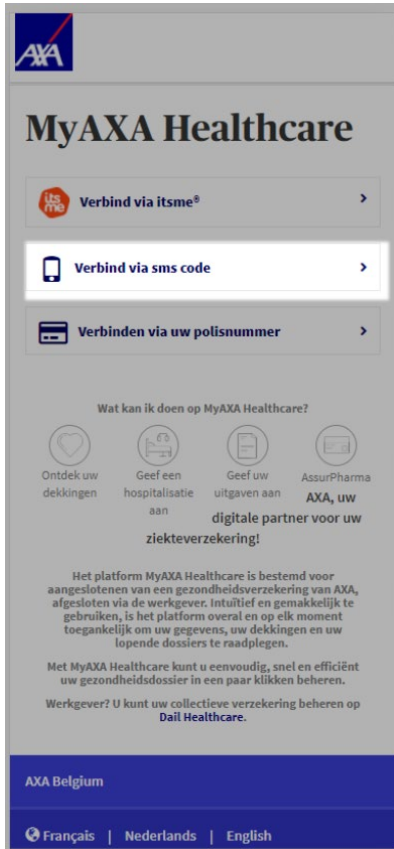 AXA
MyAXA Healthcare
its
me
Verbind via itsme®
Verbind via sms code
Verbinden via uw polisnummer
Wat kan ik doen op MyAXA Healthcare?
Ontdek uw
dekkingen
Geef een
hospitalisatie
aan
Geef uw
uitgaven aan
AssurPharma
AXA, uw
digitale partner voor uw
ziekteverzekering!
Het platform MyAXA Healthcare is bestemd voor
aangeslotenen van een gezondheidsverzekering van AXA,
afgesloten via de werkgever. Intuïtief en gemakkelijk te
gebruiken, is het platform overal en op elk moment
toegankelijk om uw gegevens, uw dekkingen en uw
lopende dossiers te raadplegen.
Met MyAXA Healthcare kunt u eenvoudig, snel en efficiënt
uw gezondheidsdossier in een paar klikken beheren.
Werkgever? U kunt uw collectieve verzekering beheren op
Dail Healthcare.
AXA Belgium
Français | Nederlands | English